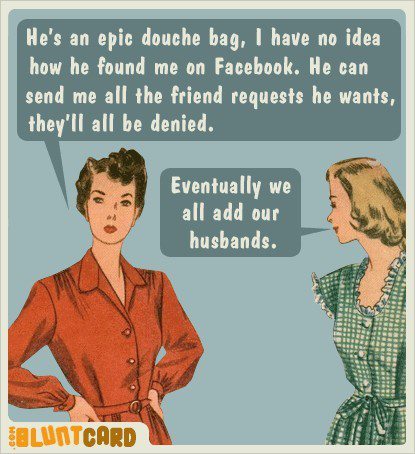 He's an epic douche bag, I have no idea
how he found me on Facebook. He can
send me all the friend requests he wants,
they'll all be denied.
Eventually we
all add our
husbands.
BLUNTCARD
.COM